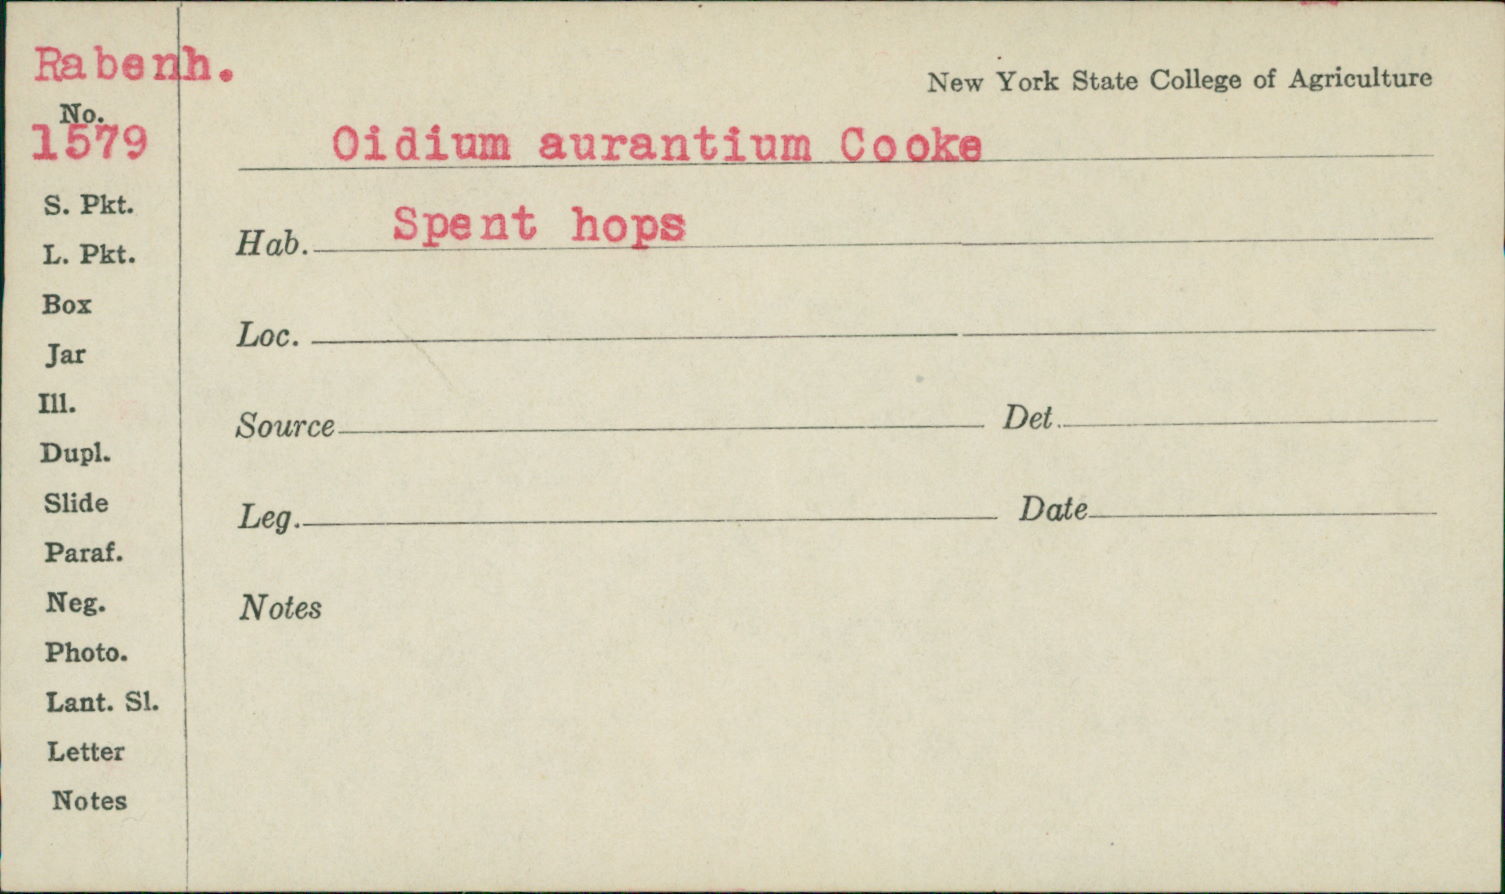 Rabenh.
New York State College of Agriculture
No.
1579
Oidium aurantium Cooke
S. Pkt.
Hab. Spent hops
L. Pkt.
Box
Loc.
Jar
Ill.
Source Det.
Dupl.
Slide
Leg. Date
Paraf.
Neg.
Notes
Photo.
Lant. Sl.
Letter
Notes